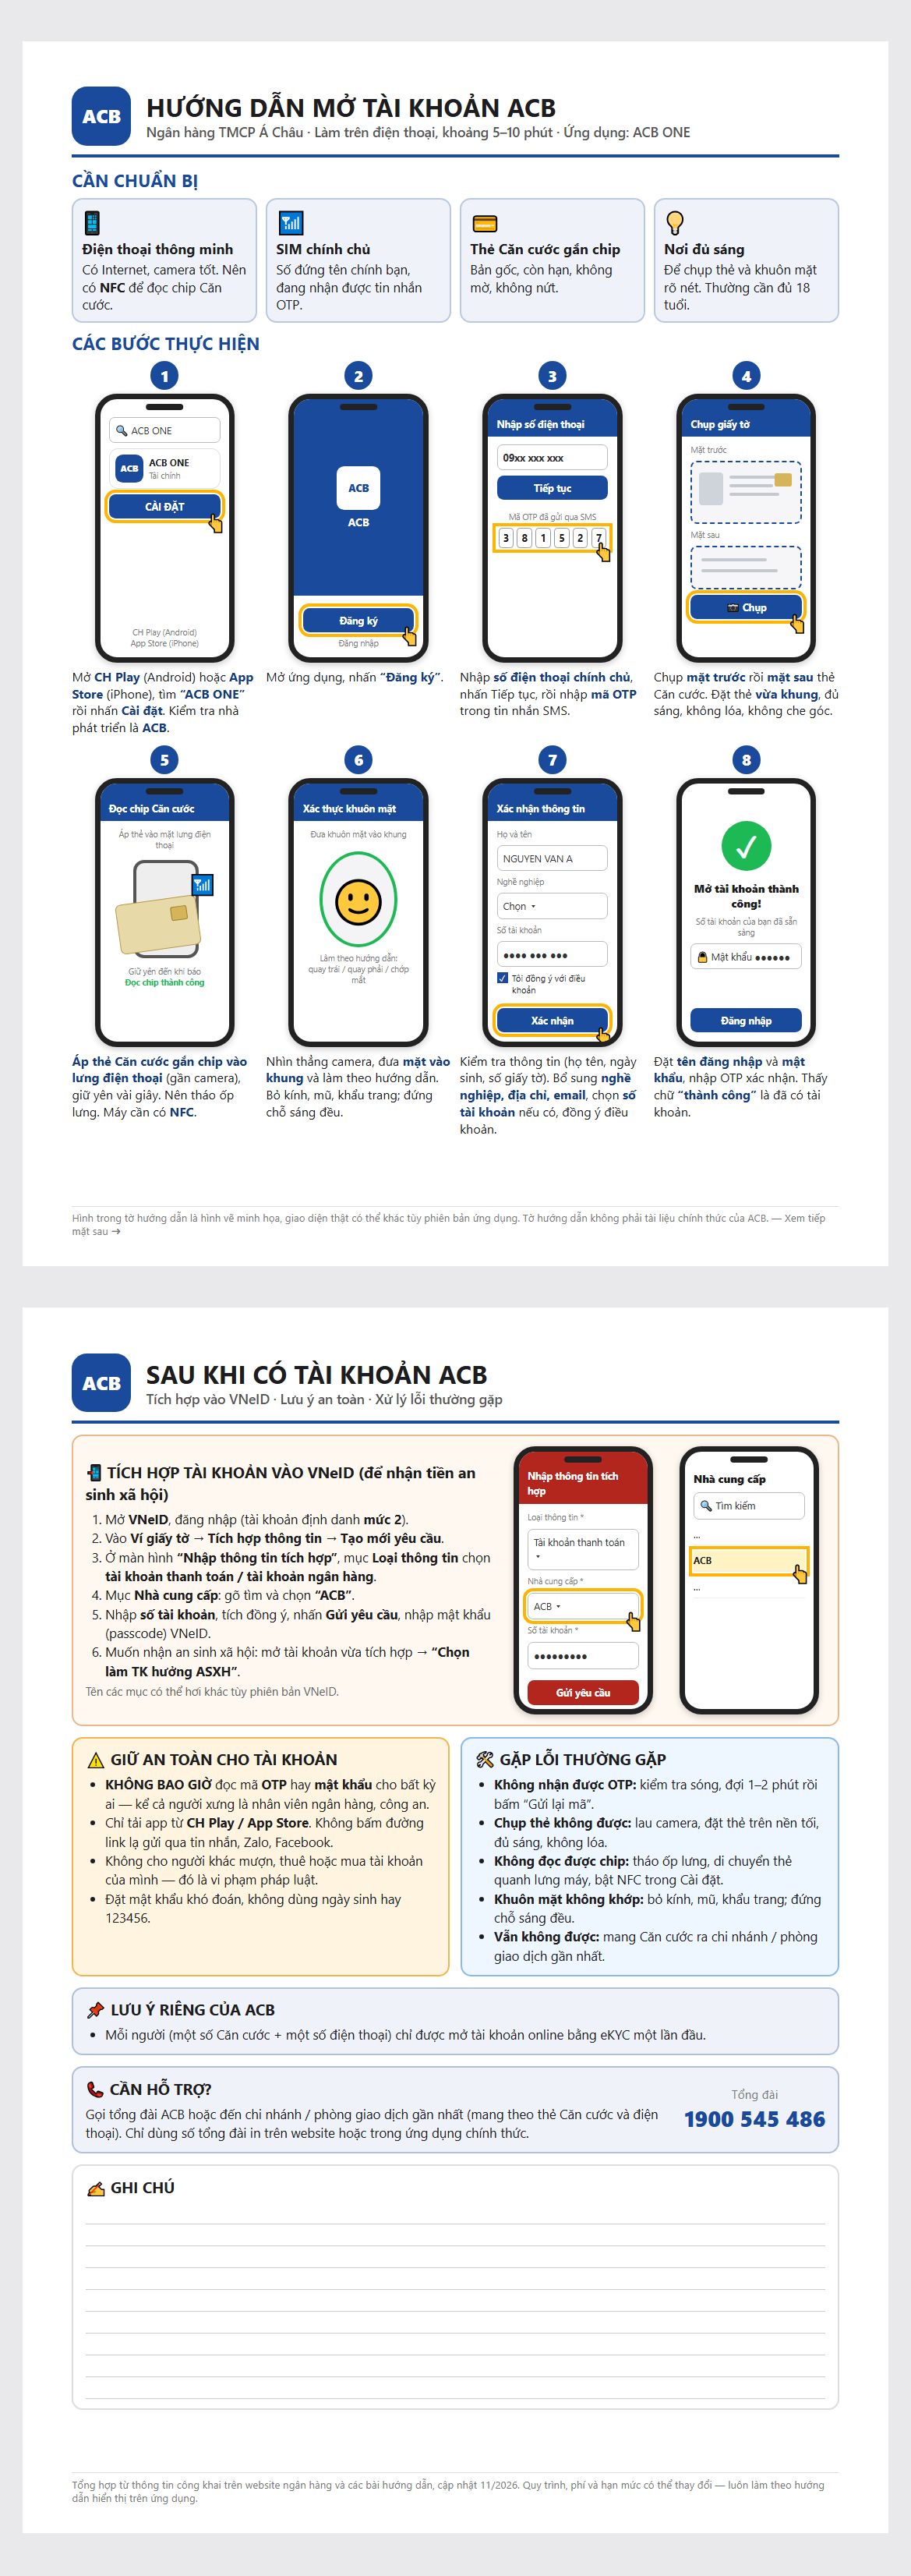 ACB
HƯỚNG DẪN MỞ TÀI KHOẢN ACB
Ngân hàng TMCP Á Châu · Làm trên điện thoại, khoảng 5–10 phút · Ứng dụng: ACB ONE
CẦN CHUẨN BỊ
Điện thoại thông minh
Có Internet, camera tốt. Nên
có NFC để đọc chip Căn
cước.
SIM chính chủ
Số đứng tên chính bạn,
đang nhận được tin nhắn
OTP.
Thẻ Căn cước gắn chip
Bản gốc, còn hạn, không
mờ, không nứt.
Nơi đủ sáng
Để chụp thẻ và khuôn mặt
rõ nét. Thường cần đủ 18
tuổi.
CÁC BƯỚC THỰC HIỆN
1
ACB ONE
ACB
ACB ONE
Tài chính
CÀI ĐẶT
CH Play (Android)
App Store (iPhone)
Mở CH Play (Android) hoặc App
Store (iPhone), tìm “ACB ONE”
rồi nhấn Cài đặt. Kiểm tra nhà
phát triển là ACB.
2
ACB
ACB
Đăng ký
Đăng nhập
Mở ứng dụng, nhấn “Đăng ký”.
3
Nhập số điện thoại
09xx xxx xxx
Tiếp tục
Mã OTP đã gửi qua SMS
3 8 1 5 2 7
Nhập số điện thoại chính chủ,
nhấn Tiếp tục, rồi nhập mã OTP
trong tin nhắn SMS.
4
Chụp giấy tờ
Mặt trước
Mặt sau
Chụp
Chụp mặt trước rồi mặt sau thẻ
Căn cước. Đặt thẻ vừa khung, đủ
sáng, không lóa, không che góc.
5
Đọc chip Căn cước
Áp thẻ vào mặt lưng điện
thoại
Giữ yên đến khi báo
Đọc chip thành công
Áp thẻ Căn cước gắn chip vào
lưng điện thoại (gần camera),
giữ yên vài giây. Nên tháo ốp
lưng. Máy cần có NFC.
6
Xác thực khuôn mặt
Đưa khuôn mặt vào khung
Làm theo hướng dẫn:
quay trái / quay phải / chớp
mắt
Nhìn thẳng camera, đưa mặt vào
khung và làm theo hướng dẫn.
Bỏ kính, mũ, khẩu trang; đứng
chỗ sáng đều.
7
Xác nhận thông tin
Họ và tên
NGUYEN VAN A
Nghề nghiệp
Chọn ▾
Số tài khoản
•••• ••• •••
Tôi đồng ý với điều
khoản
Xác nhận
Kiểm tra thông tin (họ tên, ngày
sinh, số giấy tờ). Bổ sung nghề
nghiệp, địa chỉ, email, chọn số
tài khoản nếu có, đồng ý điều
khoản.
8
Mở tài khoản thành
công!
Số tài khoản của bạn đã sẵn
sàng
Mật khẩu ••••••
Đăng nhập
Đặt tên đăng nhập và mật
khẩu, nhập OTP xác nhận. Thấy
chữ “thành công” là đã có tài
khoản.
Hình trong tờ hướng dẫn là hình vẽ minh họa, giao diện thật có thể khác tùy phiên bản ứng dụng. Tờ hướng dẫn không phải tài liệu chính thức của ACB. — Xem tiếp
mặt sau →
ACB
SAU KHI CÓ TÀI KHOẢN ACB
Tích hợp vào VNeID · Lưu ý an toàn · Xử lý lỗi thường gặp
TÍCH HỢP TÀI KHOẢN VÀO VNeID (để nhận tiền an
sinh xã hội)
1. Mở VNeID, đăng nhập (tài khoản định danh mức 2).
2. Vào Ví giấy tờ → Tích hợp thông tin → Tạo mới yêu cầu.
3. Ở màn hình “Nhập thông tin tích hợp”, mục Loại thông tin chọn
tài khoản thanh toán / tài khoản ngân hàng.
4. Mục Nhà cung cấp: gõ tìm và chọn “ACB”.
5. Nhập số tài khoản, tích đồng ý, nhấn Gửi yêu cầu, nhập mật khẩu
(passcode) VNeID.
6. Muốn nhận an sinh xã hội: mở tài khoản vừa tích hợp → “Chọn
làm TK hưởng ASXH”.
Tên các mục có thể hơi khác tùy phiên bản VNeID.
Nhập thông tin tích
hợp
Loại thông tin *
Tài khoản thanh toán
▾
Nhà cung cấp *
ACB ▾
Số tài khoản *
•••••••••
Gửi yêu cầu
Nhà cung cấp
Tìm kiếm
...
ACB
...
GIỮ AN TOÀN CHO TÀI KHOẢN
• KHÔNG BAO GIỜ đọc mã OTP hay mật khẩu cho bất kỳ
ai — kể cả người xưng là nhân viên ngân hàng, công an.
• Chỉ tải app từ CH Play / App Store. Không bấm đường
link lạ gửi qua tin nhắn, Zalo, Facebook.
• Không cho người khác mượn, thuê hoặc mua tài khoản
của mình — đó là vi phạm pháp luật.
• Đặt mật khẩu khó đoán, không dùng ngày sinh hay
123456.
GẶP LỖI THƯỜNG GẶP
• Không nhận được OTP: kiểm tra sóng, đợi 1–2 phút rồi
bấm “Gửi lại mã”.
• Chụp thẻ không được: lau camera, đặt thẻ trên nền tối,
đủ sáng, không lóa.
• Không đọc được chip: tháo ốp lưng, di chuyển thẻ
quanh lưng máy, bật NFC trong Cài đặt.
• Khuôn mặt không khớp: bỏ kính, mũ, khẩu trang; đứng
chỗ sáng đều.
• Vẫn không được: mang Căn cước ra chi nhánh / phòng
giao dịch gần nhất.
LƯU Ý RIÊNG CỦA ACB
• Mỗi người (một số Căn cước + một số điện thoại) chỉ được mở tài khoản online bằng eKYC một lần đầu.
CẦN HỖ TRỢ?
Gọi tổng đài ACB hoặc đến chi nhánh / phòng giao dịch gần nhất (mang theo thẻ Căn cước và điện
thoại). Chỉ dùng số tổng đài in trên website hoặc trong ứng dụng chính thức.
Tổng đài
1900 545 486
GHI CHÚ
Tổng hợp từ thông tin công khai trên website ngân hàng và các bài hướng dẫn, cập nhật 11/2026. Quy trình, phí và hạn mức có thể thay đổi — luôn làm theo hướng
dẫn hiển thị trên ứng dụng.